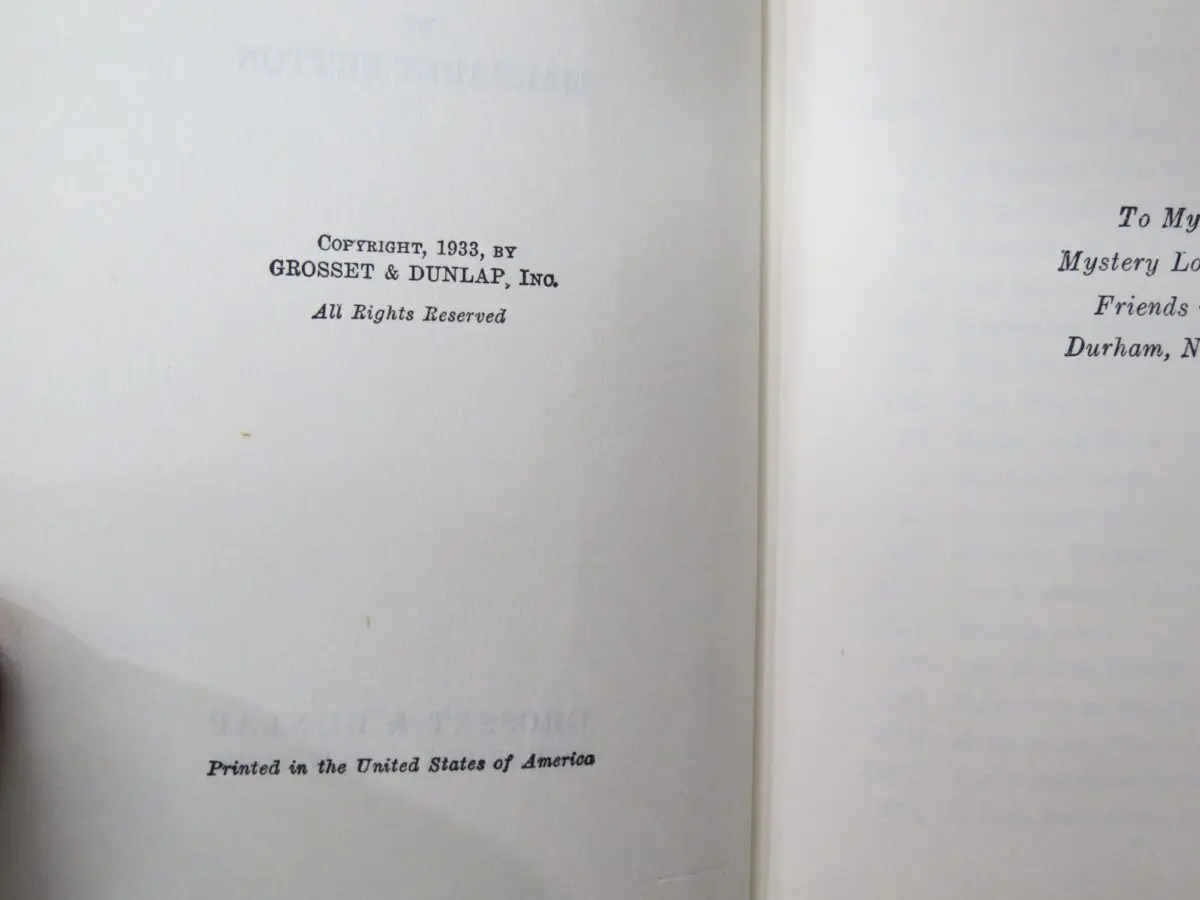 COPYRIGHT, 1933, BY
GROSSET & DUNLAP, INC.
All Rights Reserved
Printed in the United States of America
To My
Mystery Lo
Friends
Durham, N